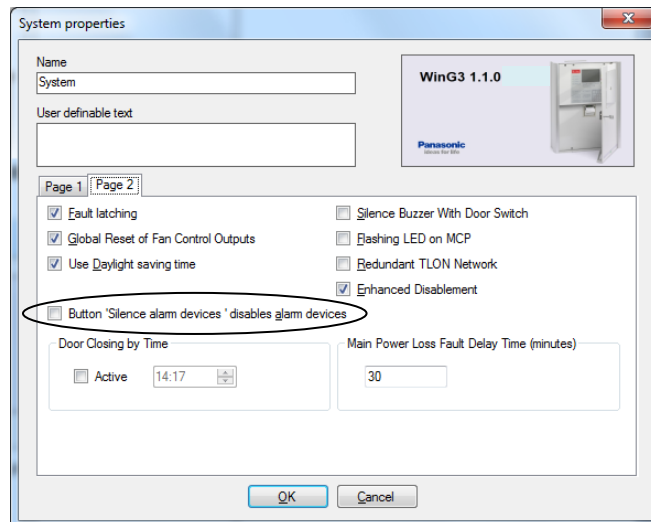 System properties
Name
System
WinG3 1.1.0
User definable text
Panasonic
ideas for life
Page 1 Page 2
Fault latching
Silence Buzzer With Door Switch
Global Reset of Fan Control Outputs
Flashing LED on MCP
Use Daylight saving time
Redundant TLON Network
Enhanced Disablement
Button 'Silence alarm devices ' disables alarm devices
Door Closing by Time
Main Power Loss Fault Delay Time (minutes)
Active 14:17
30
OK Cancel